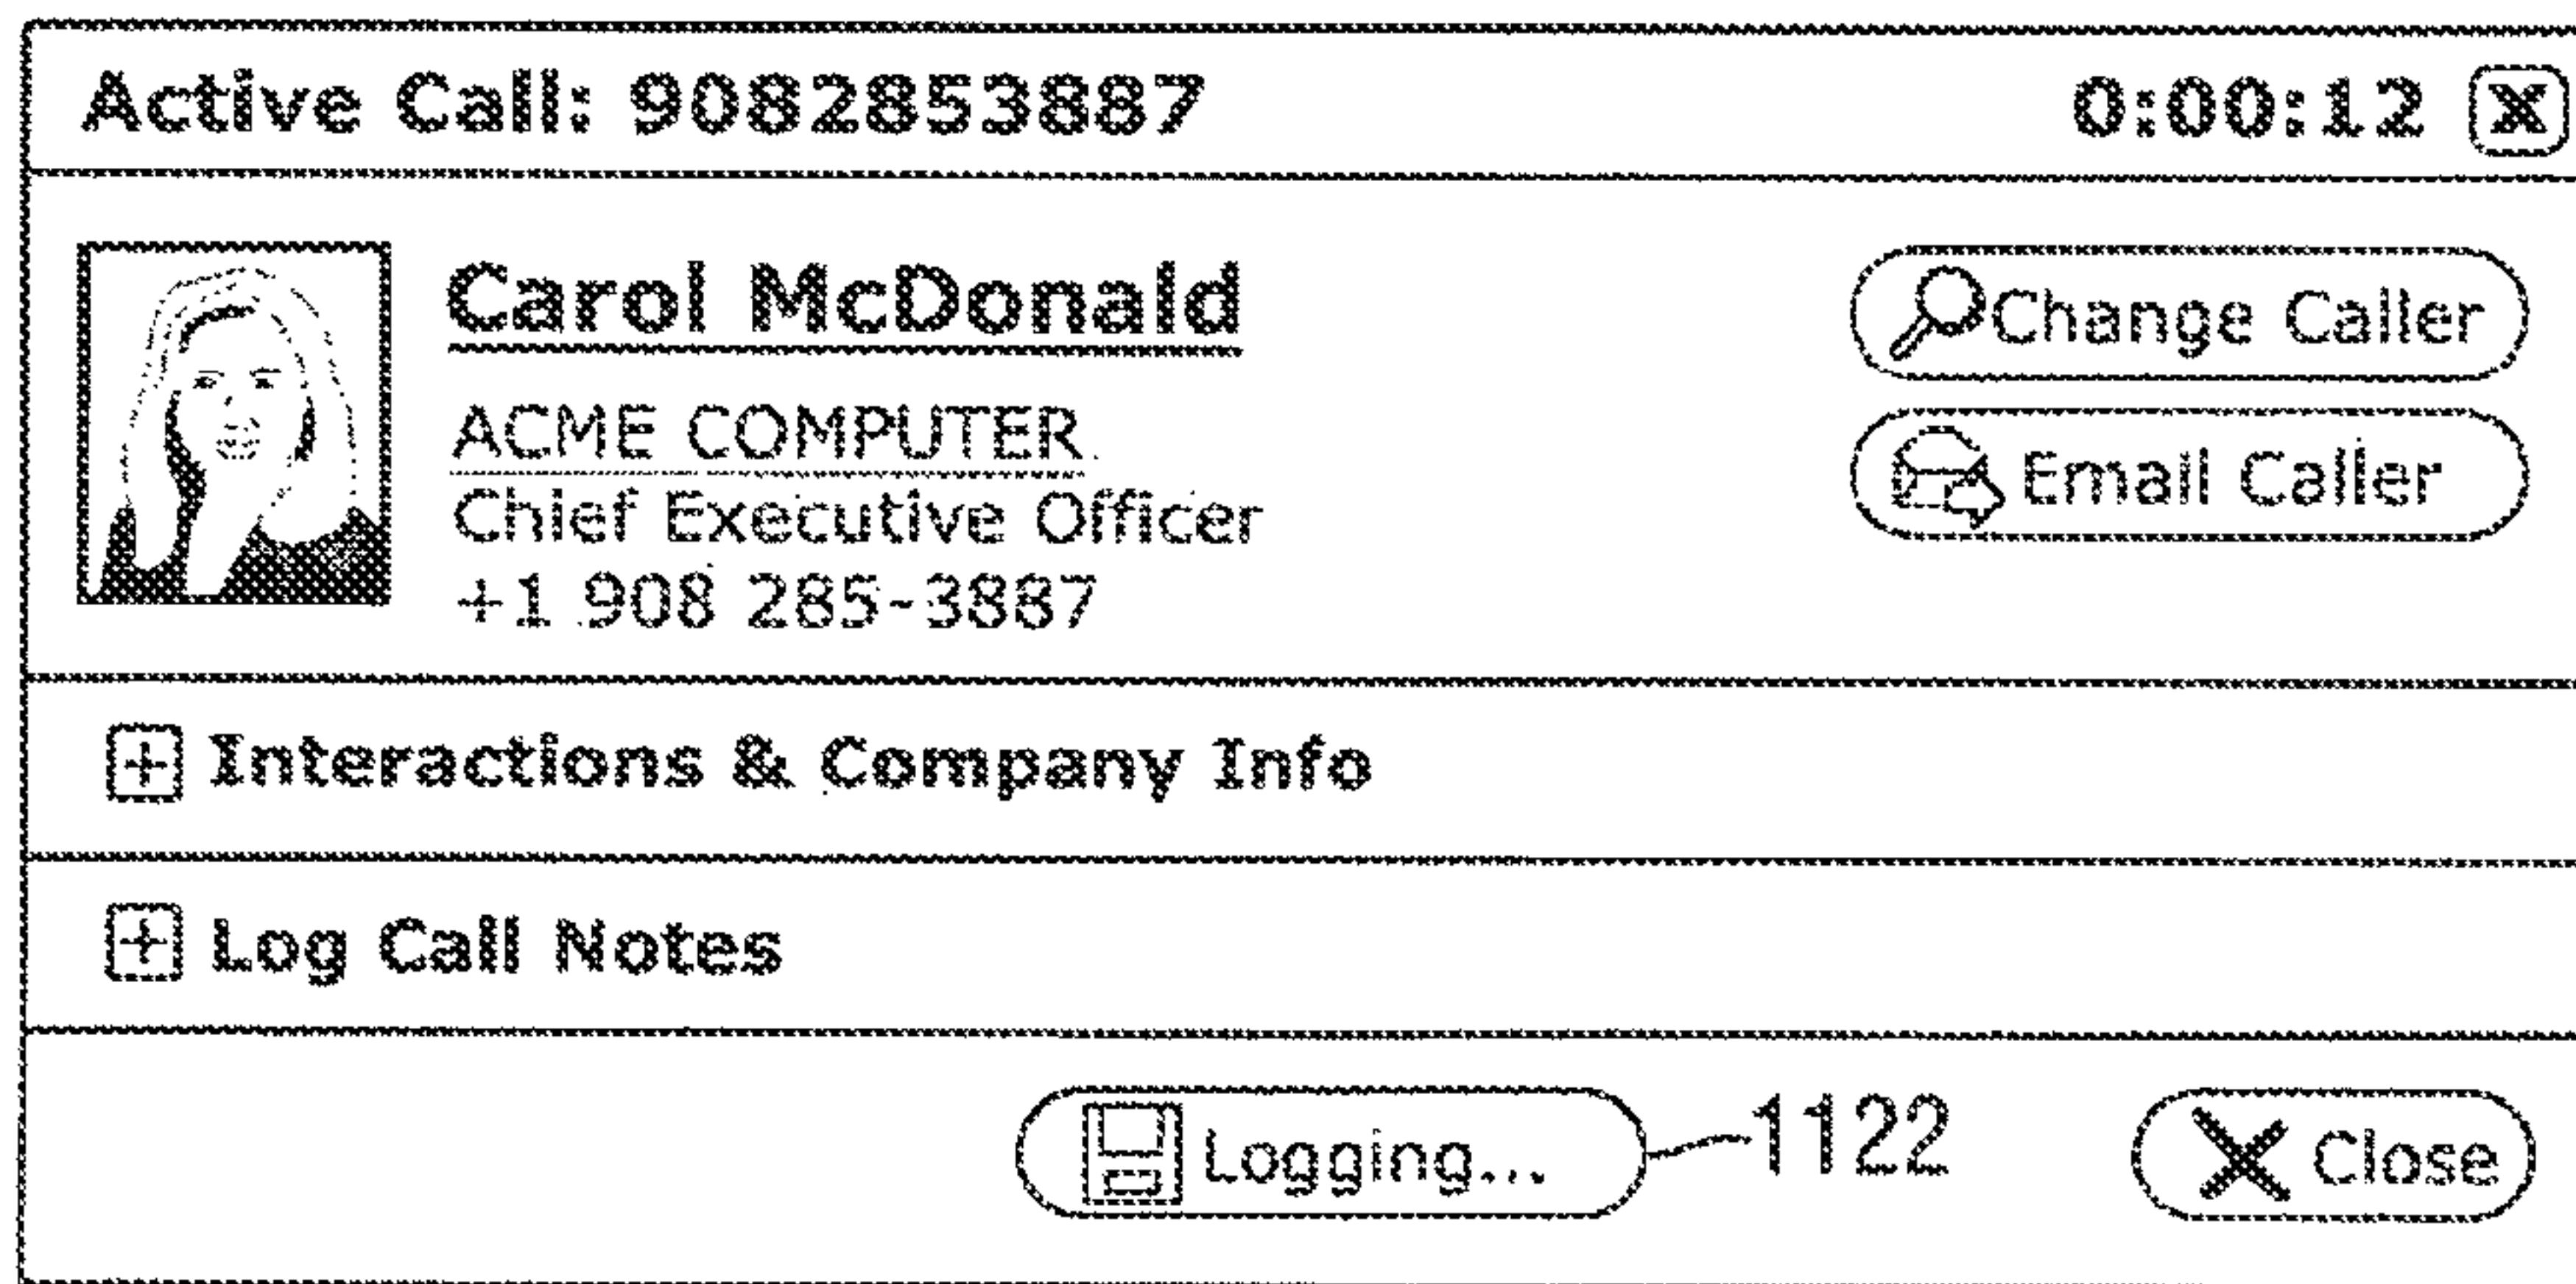 Active Call: 9082853887 0:00:12 X
Carol McDonald
Change Caller
ACME COMPUTER
Email Caller
Chief Executive Officer
+1 908 285-3887
Interactions & Company Info
Log Call Notes
Logging... 1122 Close